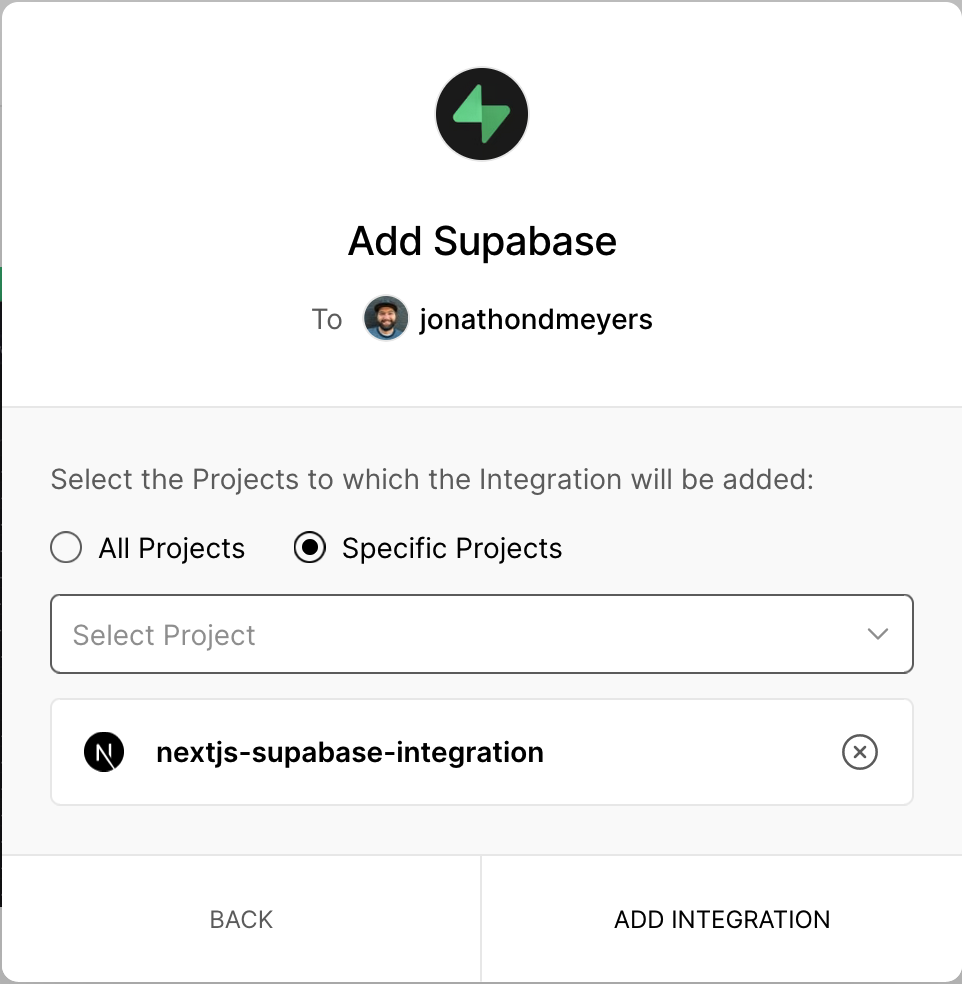 Add Supabase
To jonathondmeyers
Select the Projects to which the Integration will be added:
All Projects Specific Projects
Select Project
N nextjs-supabase-integration
BACK ADD INTEGRATION